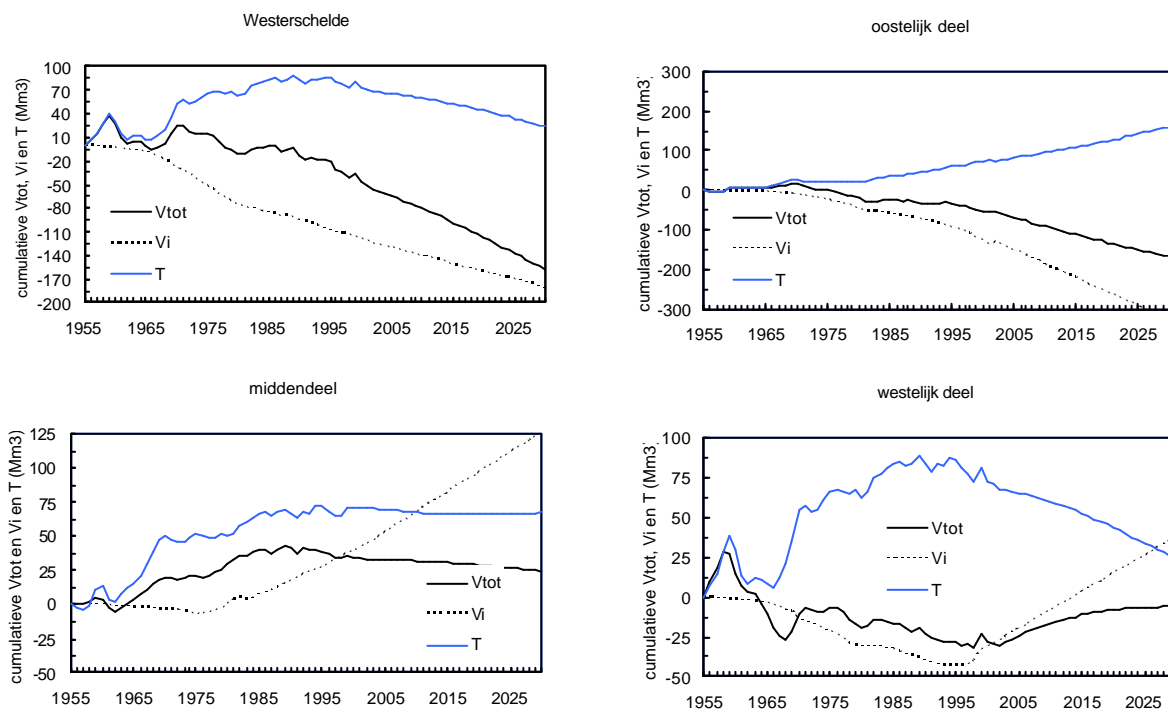 Westerschelde
cumulatieve Vtot, Vi en T (Mm3)
100
70
40
10
-20
-50
-80
-110
-140
-170
-200
Vtot
Vi
T
1955 1965 1975 1985 1995 2005 2015 2025
oostelijk deel
cumulatieve Vtot, Vi en T (Mm3
300
200
100
0
-100
-200
-300
Vtot
Vi
T
1955 1965 1975 1985 1995 2005 2015 2025
middendeel
cumulatieve Vtot en Vi en T (Mm3)
125
100
75
50
25
0
-25
-50
Vtot
Vi
T
1955 1965 1975 1985 1995 2005 2015 2025
westelijk deel
cumulatieve Vtot, Vi en T (Mm3
100
75
50
25
0
-25
-50
Vtot
Vi
T
1955 1965 1975 1985 1995 2005 2015 2025